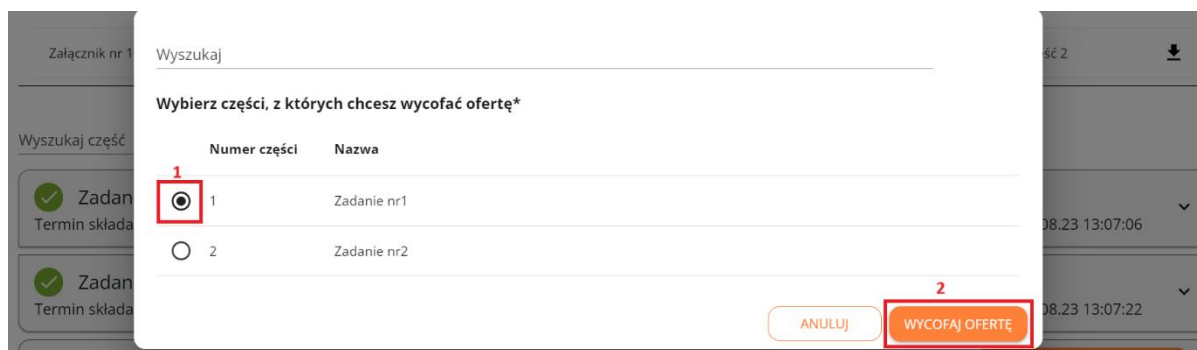 Załącznik nr 1
Wyszukaj
ść 2
Wybierz części, z których chcesz wycofać ofertę*
Wyszukaj część
Numer części Nazwa
1
1 Zadanie nr1
Zadan
Termin składa
08.23 13:07:06
2 Zadanie nr2
Zadan
Termin składa
08.23 13:07:22
2
ANULUJ WYCOFAJ OFERTĘ